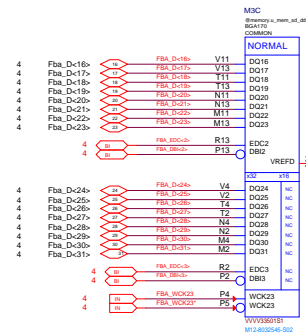 M3C
@memory.u_mem_sd_dd
BGA170
COMMON
NORMAL
4 Fba_D<16> 16 FBA_D<16> V11 DQ16
4 Fba_D<17> 17 FBA_D<17> V13 DQ17
4 Fba_D<18> 18 FBA_D<18> T11 DQ18
4 Fba_D<19> 19 FBA_D<19> T13 DQ19
4 Fba_D<20> 20 FBA_D<20> N11 DQ20
4 Fba_D<21> 21 FBA_D<21> N13 DQ21
4 Fba_D<22> 22 FBA_D<22> M11 DQ22
4 Fba_D<23> 23 FBA_D<23> M13 DQ23
4 BI FBA_EDC<2> R13 EDC2
4 BI FBA_DBI<2> P13 DBI2
VREFD
x32 x16
4 Fba_D<24> 24 FBA_D<24> V4 DQ24 NC
4 Fba_D<25> 25 FBA_D<25> V2 DQ25 NC
4 Fba_D<26> 26 FBA_D<26> T4 DQ26 NC
4 Fba_D<27> 27 FBA_D<27> T2 DQ27 NC
4 Fba_D<28> 28 FBA_D<28> N4 DQ28 NC
4 Fba_D<29> 29 FBA_D<29> N2 DQ29 NC
4 Fba_D<30> 30 FBA_D<30> M4 DQ30 NC
4 Fba_D<31> 31 FBA_D<31> M2 DQ31 NC
4 BI FBA_EDC<3> R2 EDC3 NC
4 BI FBA_DBI<3> P2 DBI3 NC
4 IN FBA_WCK23 P4 WCK23
4 IN FBA_WCK23* P5 WCK23
M12-8032545-S02